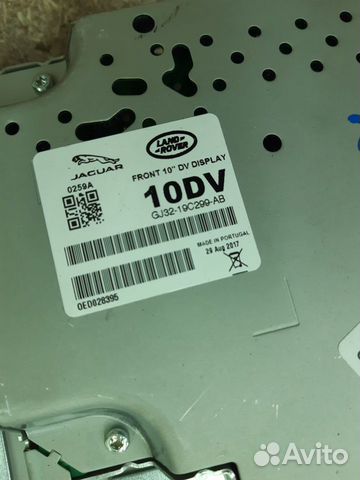 JAGUAR
LAND
ROVER
0259A
FRONT 10" DV DISPLAY
10DV
GJ32-19C299-AB
MADE IN PORTUGAL
29 Aug 2017
0ED028395
Avito